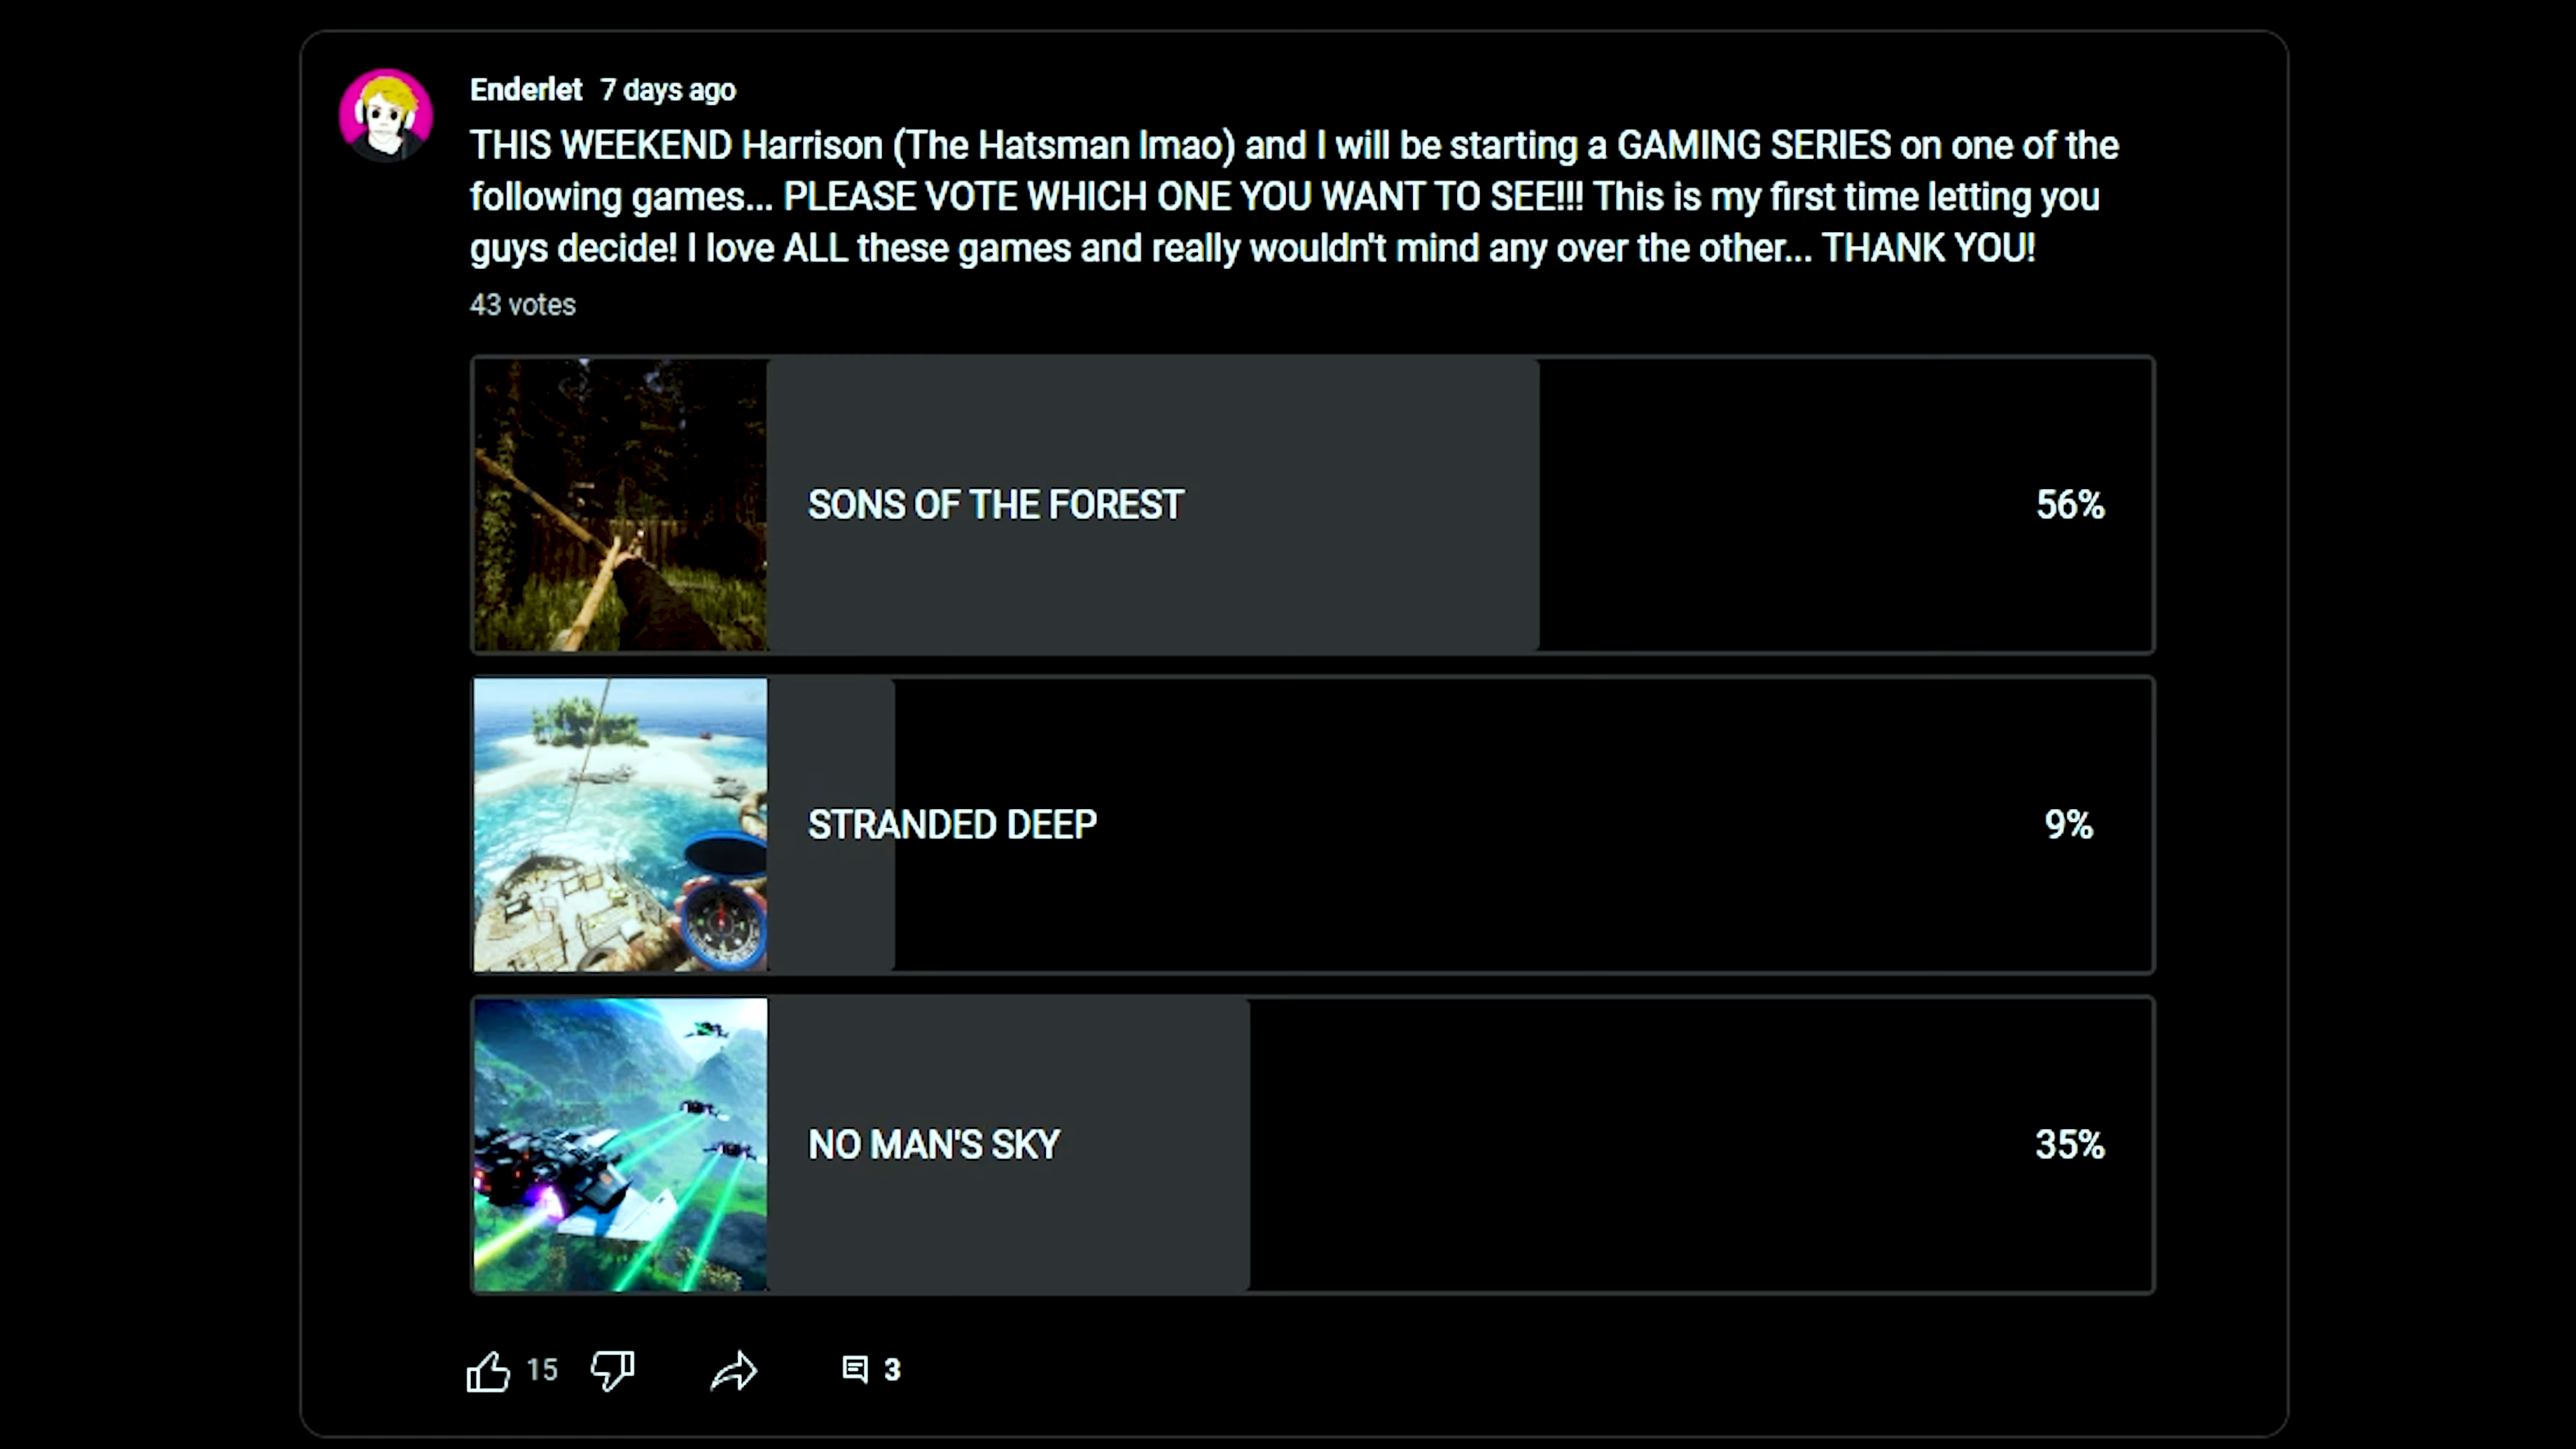 Enderlet 7 days ago
THIS WEEKEND Harrison (The Hatsman lmao) and I will be starting a GAMING SERIES on one of the
following games... PLEASE VOTE WHICH ONE YOU WANT TO SEE!!! This is my first time letting you
guys decide! I love ALL these games and really wouldn't mind any over the other... THANK YOU!
43 votes
SONS OF THE FOREST 56%
STRANDED DEEP 9%
NO MAN'S SKY 35%
15 3